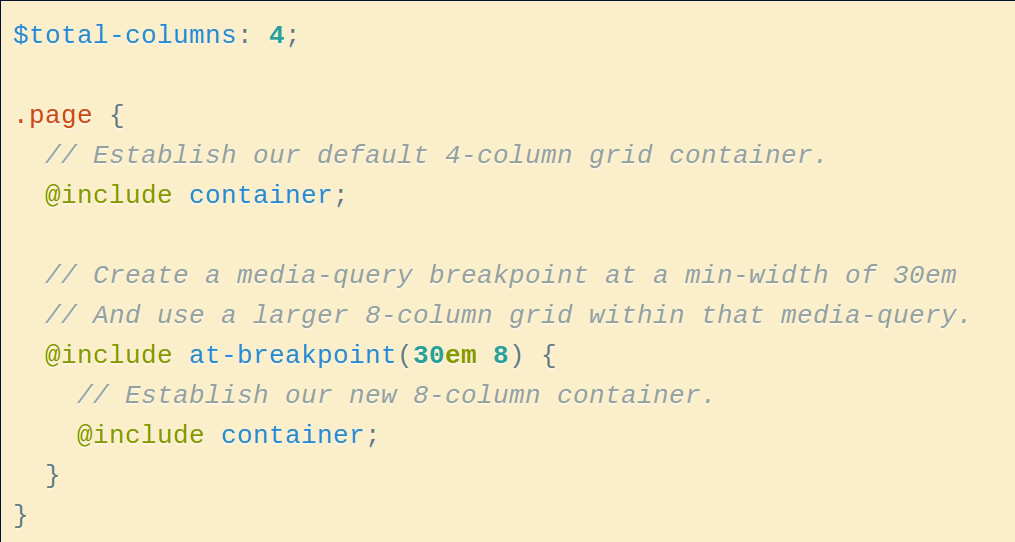 $total-columns: 4;
.page {
// Establish our default 4-column grid container.
@include container;
// Create a media-query breakpoint at a min-width of 30em
// And use a larger 8-column grid within that media-query.
@include at-breakpoint(30em 8) {
// Establish our new 8-column container.
@include container;
}
}